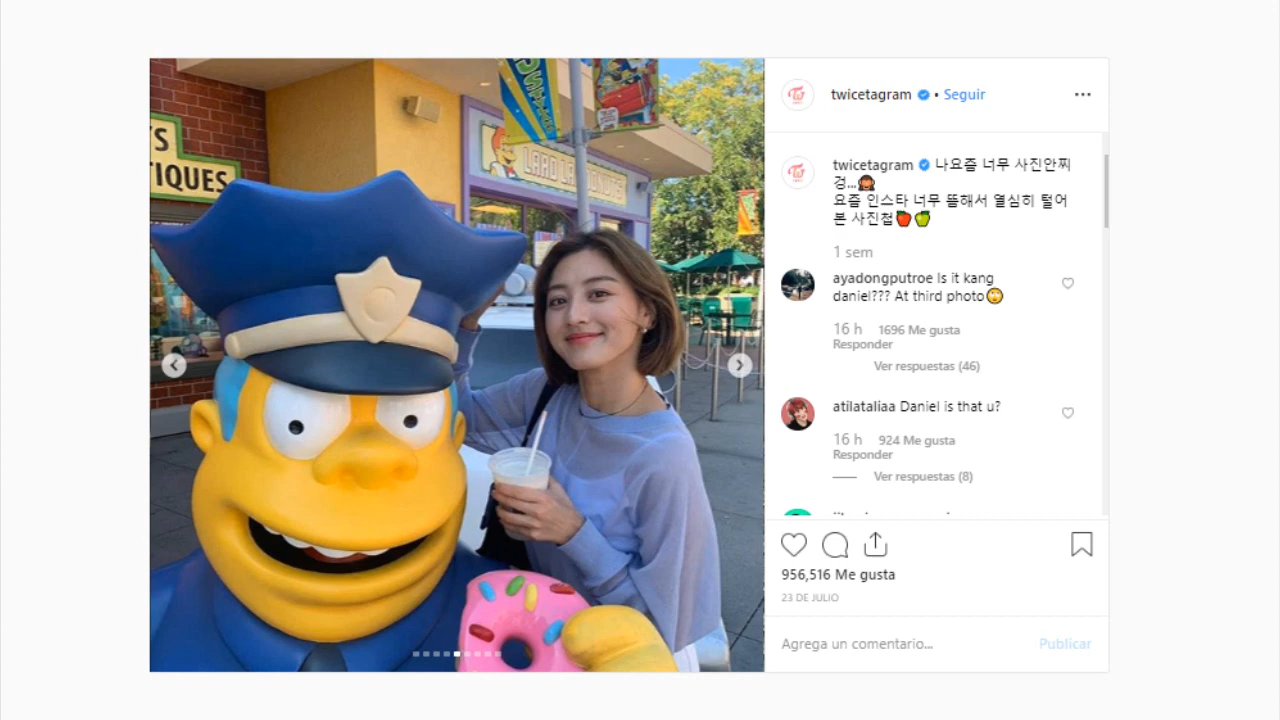 'S
TIQUES
LARD LAD DONUTS
twicetagram • Seguir
twicetagram 나요즘 너무 사진안찌
겅...🙊
요즘 인스타 너무 뜸해서 열심히 털어
본 사진첩🍎🍏
1 sem
ayadongputroe Is it kang
daniel??? At third photo🙄
16 h 1696 Me gusta
Responder
Ver respuestas (46)
atilataliaa Daniel is that u?
16 h 924 Me gusta
Responder
Ver respuestas (8)
956,516 Me gusta
23 DE JULIO
Agrega un comentario...
Publicar